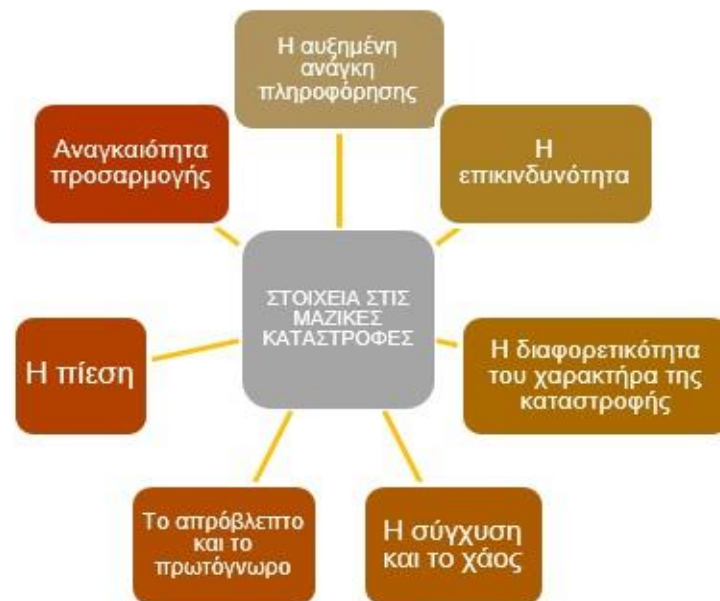 Η αυξημένη
ανάγκη
πληροφόρησης
Αναγκαιότητα
προσαρμογής
Η
επικινδυνότητα
ΣΤΟΙΧΕΙΑ ΣΤΙΣ
ΜΑΖΙΚΕΣ
ΚΑΤΑΣΤΡΟΦΕΣ
Η πίεση
Η διαφορετικότητα
του χαρακτήρα της
καταστροφής
Το απρόβλεπτο
και το
πρωτόγνωρο
Η σύγχυση
και το χάος